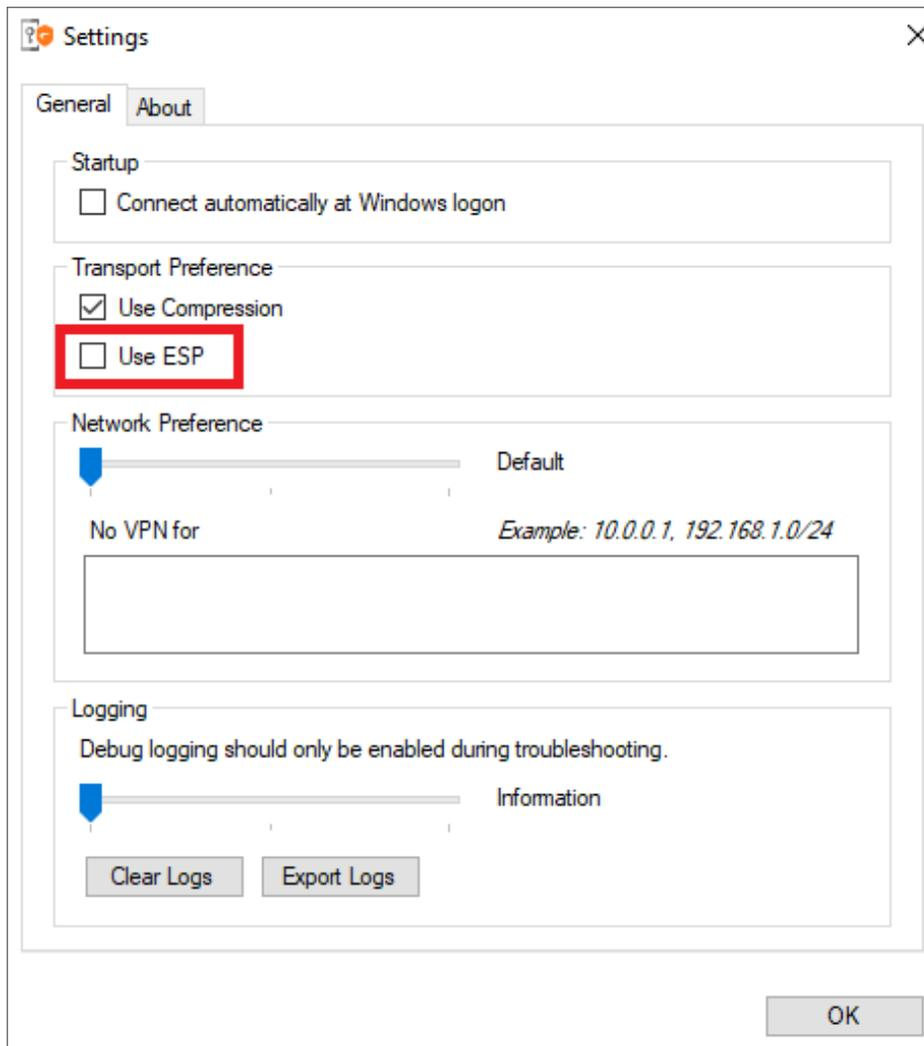 Settings
General
About
Startup
Connect automatically at Windows logon
Transport Preference
Use Compression
Use ESP
Network Preference
Default
No VPN for
Example: 10.0.0.1, 192.168.1.0/24
Logging
Debug logging should only be enabled during troubleshooting.
Information
Clear Logs
Export Logs
OK